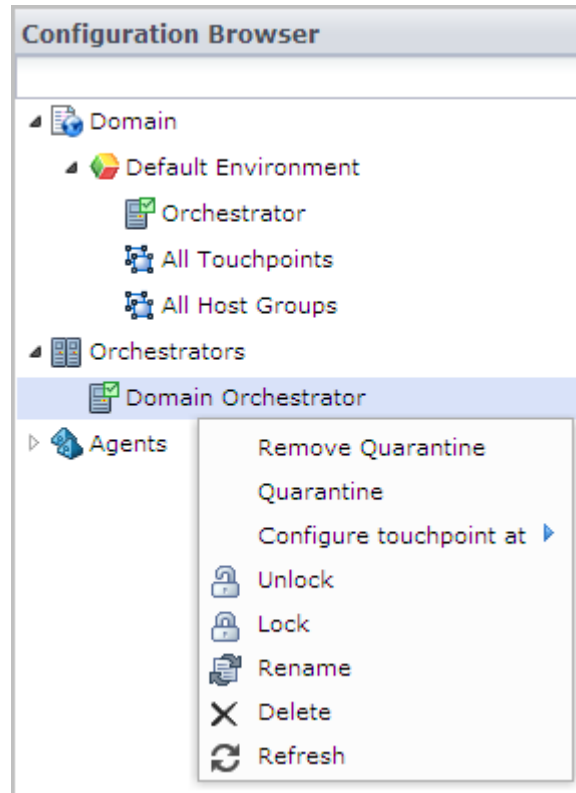 Configuration Browser
Domain
Default Environment
Orchestrator
All Touchpoints
All Host Groups
Orchestrators
Domain Orchestrator
Agents
Remove Quarantine
Quarantine
Configure touchpoint at
Unlock
Lock
Rename
Delete
Refresh